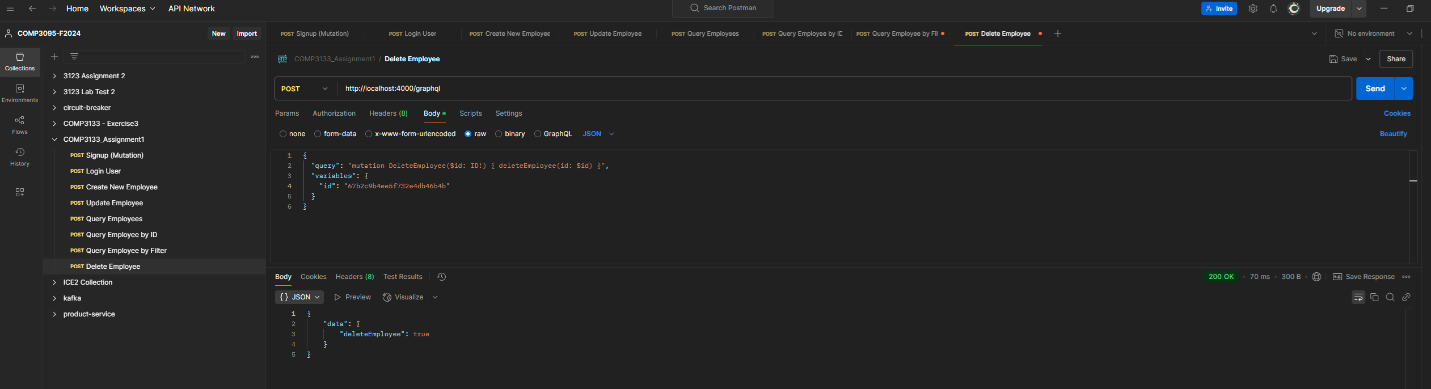 Home Workspaces API Network Search Postman Invite Upgrade
COMP3095-F2024 New Import
POST Signup (Mutation) POST Login User POST Create New Employee POST Update Employee POST Query Employees POST Query Employee by ID POST Query Employee by Fil POST Delete Employee No environment
Collections
Environments
Flows
History
3123 Assignment 2
3123 Lab Test 2
circuit-breaker
COMP3133 - Exercise3
COMP3133_Assignment1
POST Signup (Mutation)
POST Login User
POST Create New Employee
POST Update Employee
POST Query Employees
POST Query Employee by ID
POST Query Employee by Filter
POST Delete Employee
ICE2 Collection
kafka
product-service
COMP3133_Assignment1 / Delete Employee Save Share
POST http://localhost:4000/graphql Send
Params Authorization Headers (8) Body Scripts Settings Cookies
none form-data x-www-form-urlencoded raw binary GraphQL JSON Beautify
1 {
2 "query": "mutation DeleteEmployee($id: ID!) { deleteEmployee(id: $id) }",
3 "variables": {
4 "id":
5 }
6 }
Body Cookies Headers (8) Test Results 200 OK 70 ms 300 B Save Response
{} JSON Preview Visualize
1 {
2 "data": {
3 "deleteEmployee": true
4 }
5 }